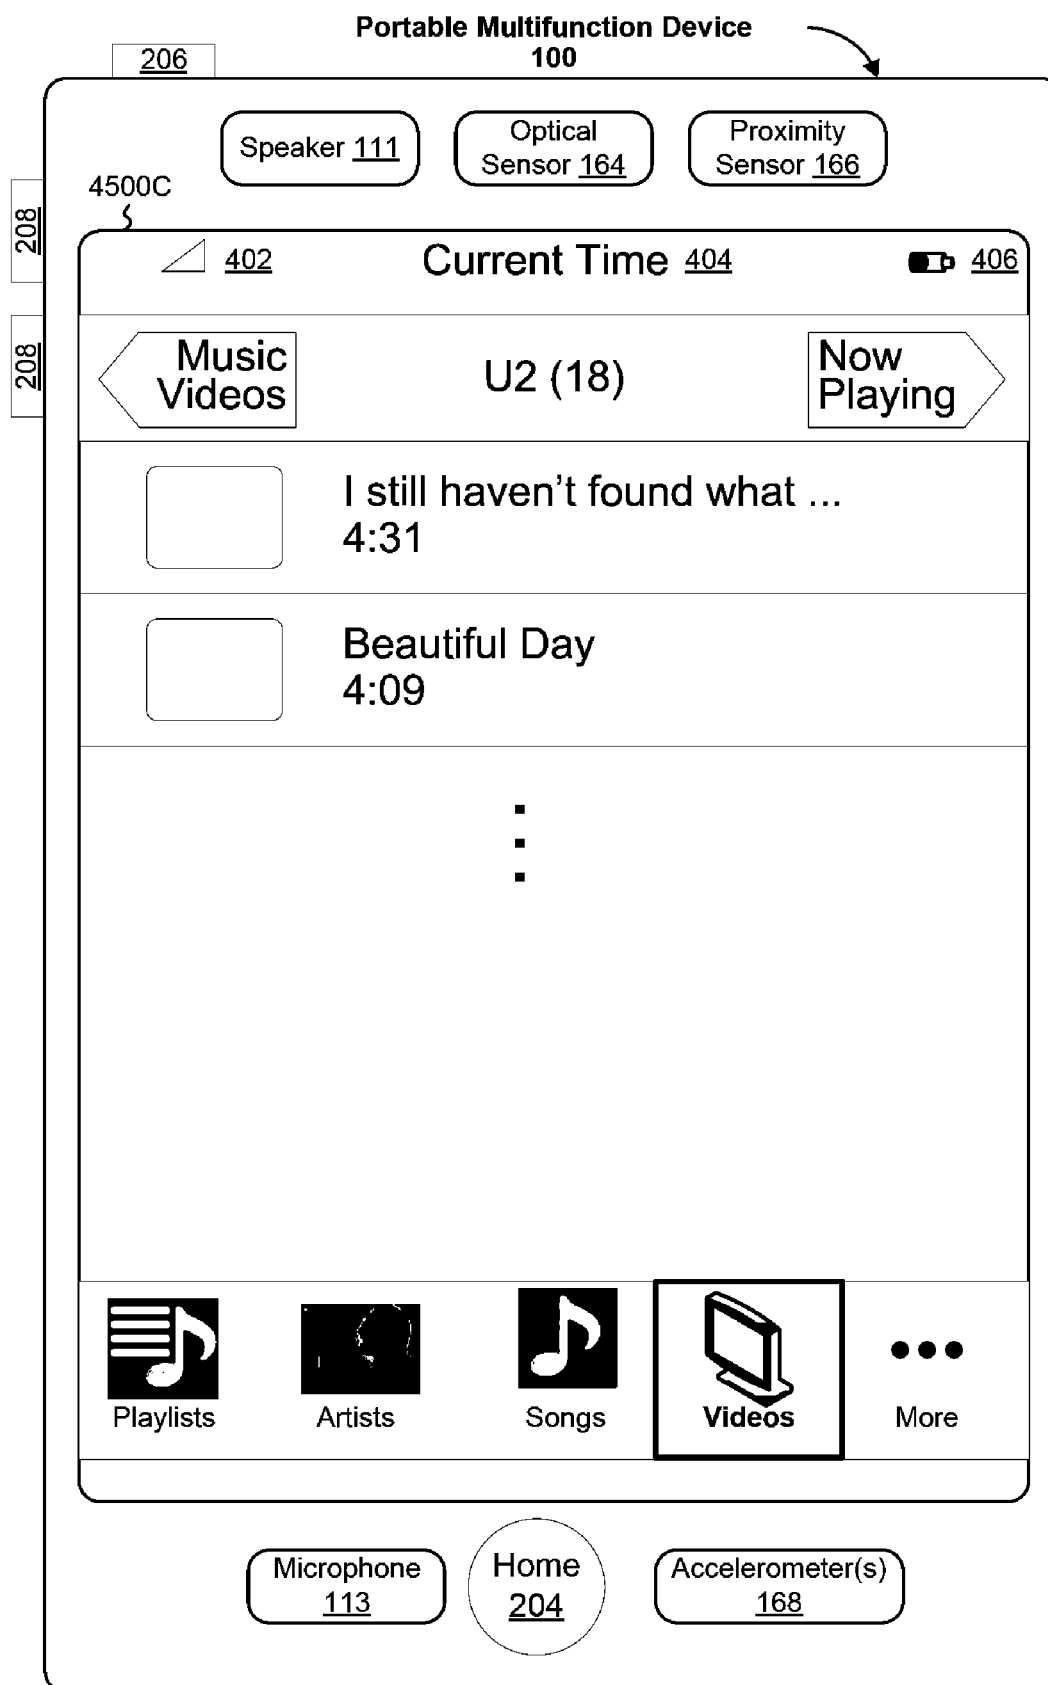 Portable Multifunction Device
100
206
Speaker 111
Optical
Sensor 164
Proximity
Sensor 166
4500C
208
208
402
Current Time 404
406
Music
Videos
U2 (18)
Now
Playing
I still haven't found what ...
4:31
Beautiful Day
4:09
Playlists
Artists
Songs
Videos
More
Microphone
113
Home
204
Accelerometer(s)
168